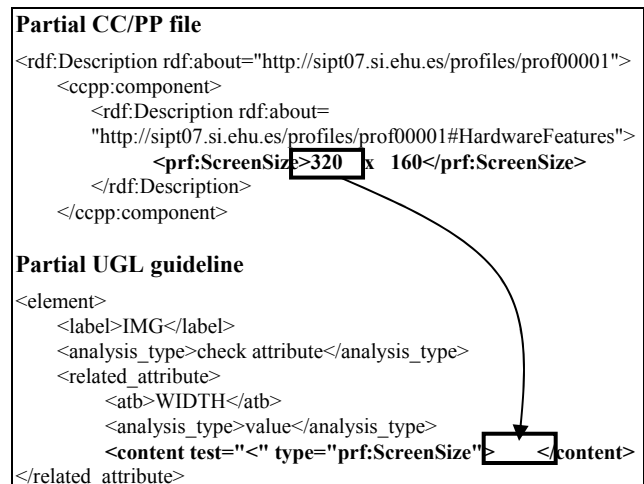 Partial CC/PP file
<rdf:Description rdf:about="http://sipt07.si.ehu.es/profiles/prof00001">
<ccpp:component>
<rdf:Description rdf:about=
"http://sipt07.si.ehu.es/profiles/prof00001#HardwareFeatures">
<prf:ScreenSize>320 x 160</prf:ScreenSize>
</rdf:Description>
</ccpp:component>
Partial UGL guideline
<element>
<label>IMG</label>
<analysis_type>check attribute</analysis_type>
<related_attribute>
<atb>WIDTH</atb>
<analysis_type>value</analysis_type>
<content test="<" type="prf:ScreenSize"> </content>
</related_attribute>